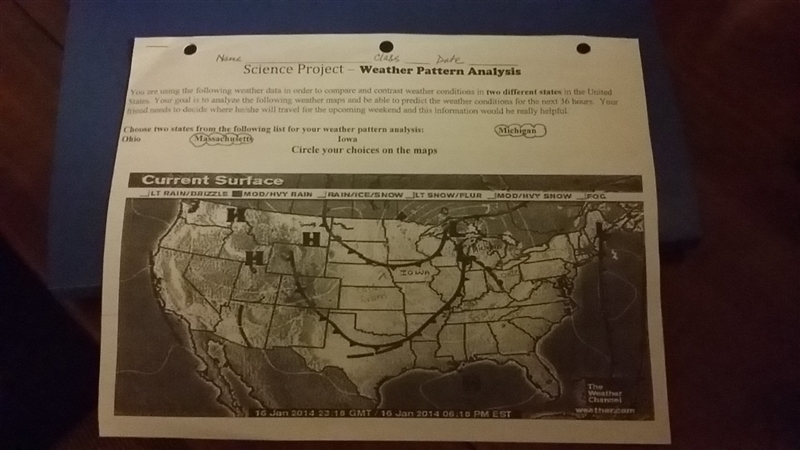 Name Class Date
Science Project – Weather Pattern Analysis
You are using the following weather data in order to compare and contrast weather conditions in two different states in the United
States. Your goal is to analyze the following weather maps and be able to predict the weather conditions for the next 36 hours. Your
friend needs to decide where he/she will travel for the upcoming weekend and this information would be really helpful.
Choose two states from the following list for your weather pattern analysis: Michigan
Ohio Massachusetts Iowa
Circle your choices on the maps
Current Surface
LT RAIN/DRIZZLE MOD/HVY RAIN RAIN/ICE/SNOW LT SNOW/FLUR MOD/HVY SNOW FOG
H
H
H
L
L
IOWA
The
Weather
Channel
weather.com
16 Jan 2014 23:18 GMT / 16 Jan 2014 06:18 PM EST